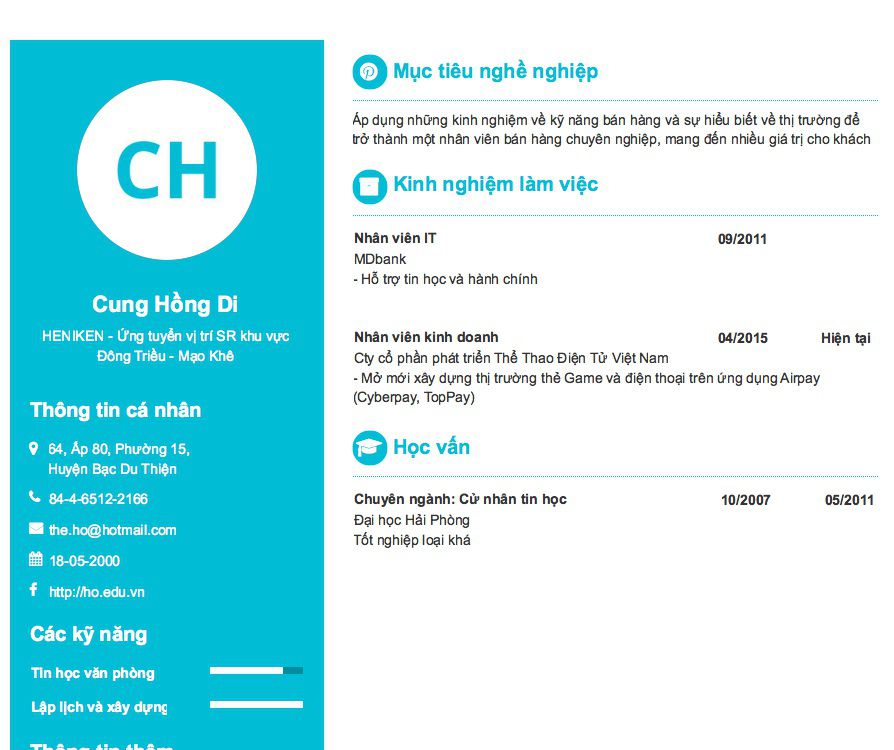 CH
Cung Hồng Di
HENIKEN - Ứng tuyển vị trí SR khu vực
Đông Triều - Mạo Khê
Thông tin cá nhân
64, Ấp 80, Phường 15,
Huyện Bạc Du Thiện
84-4-6512-2166
the.ho@hotmail.com
18-05-2000
http://ho.edu.vn
Các kỹ năng
Tin học văn phòng
Lập lịch và xây dựng
Thông tin thêm
Mục tiêu nghề nghiệp
Áp dụng những kinh nghiệm về kỹ năng bán hàng và sự hiểu biết về thị trường để
trở thành một nhân viên bán hàng chuyên nghiệp, mang đến nhiều giá trị cho khách
Kinh nghiệm làm việc
Nhân viên IT 09/2011
MDbank
- Hỗ trợ tin học và hành chính
Nhân viên kinh doanh 04/2015 Hiện tại
Cty cổ phần phát triển Thể Thao Điện Tử Việt Nam
- Mở mới xây dựng thị trường thẻ Game và điện thoại trên ứng dụng Airpay
(Cyberpay, TopPay)
Học vấn
Chuyên ngành: Cử nhân tin học 10/2007 05/2011
Đại học Hải Phòng
Tốt nghiệp loại khá